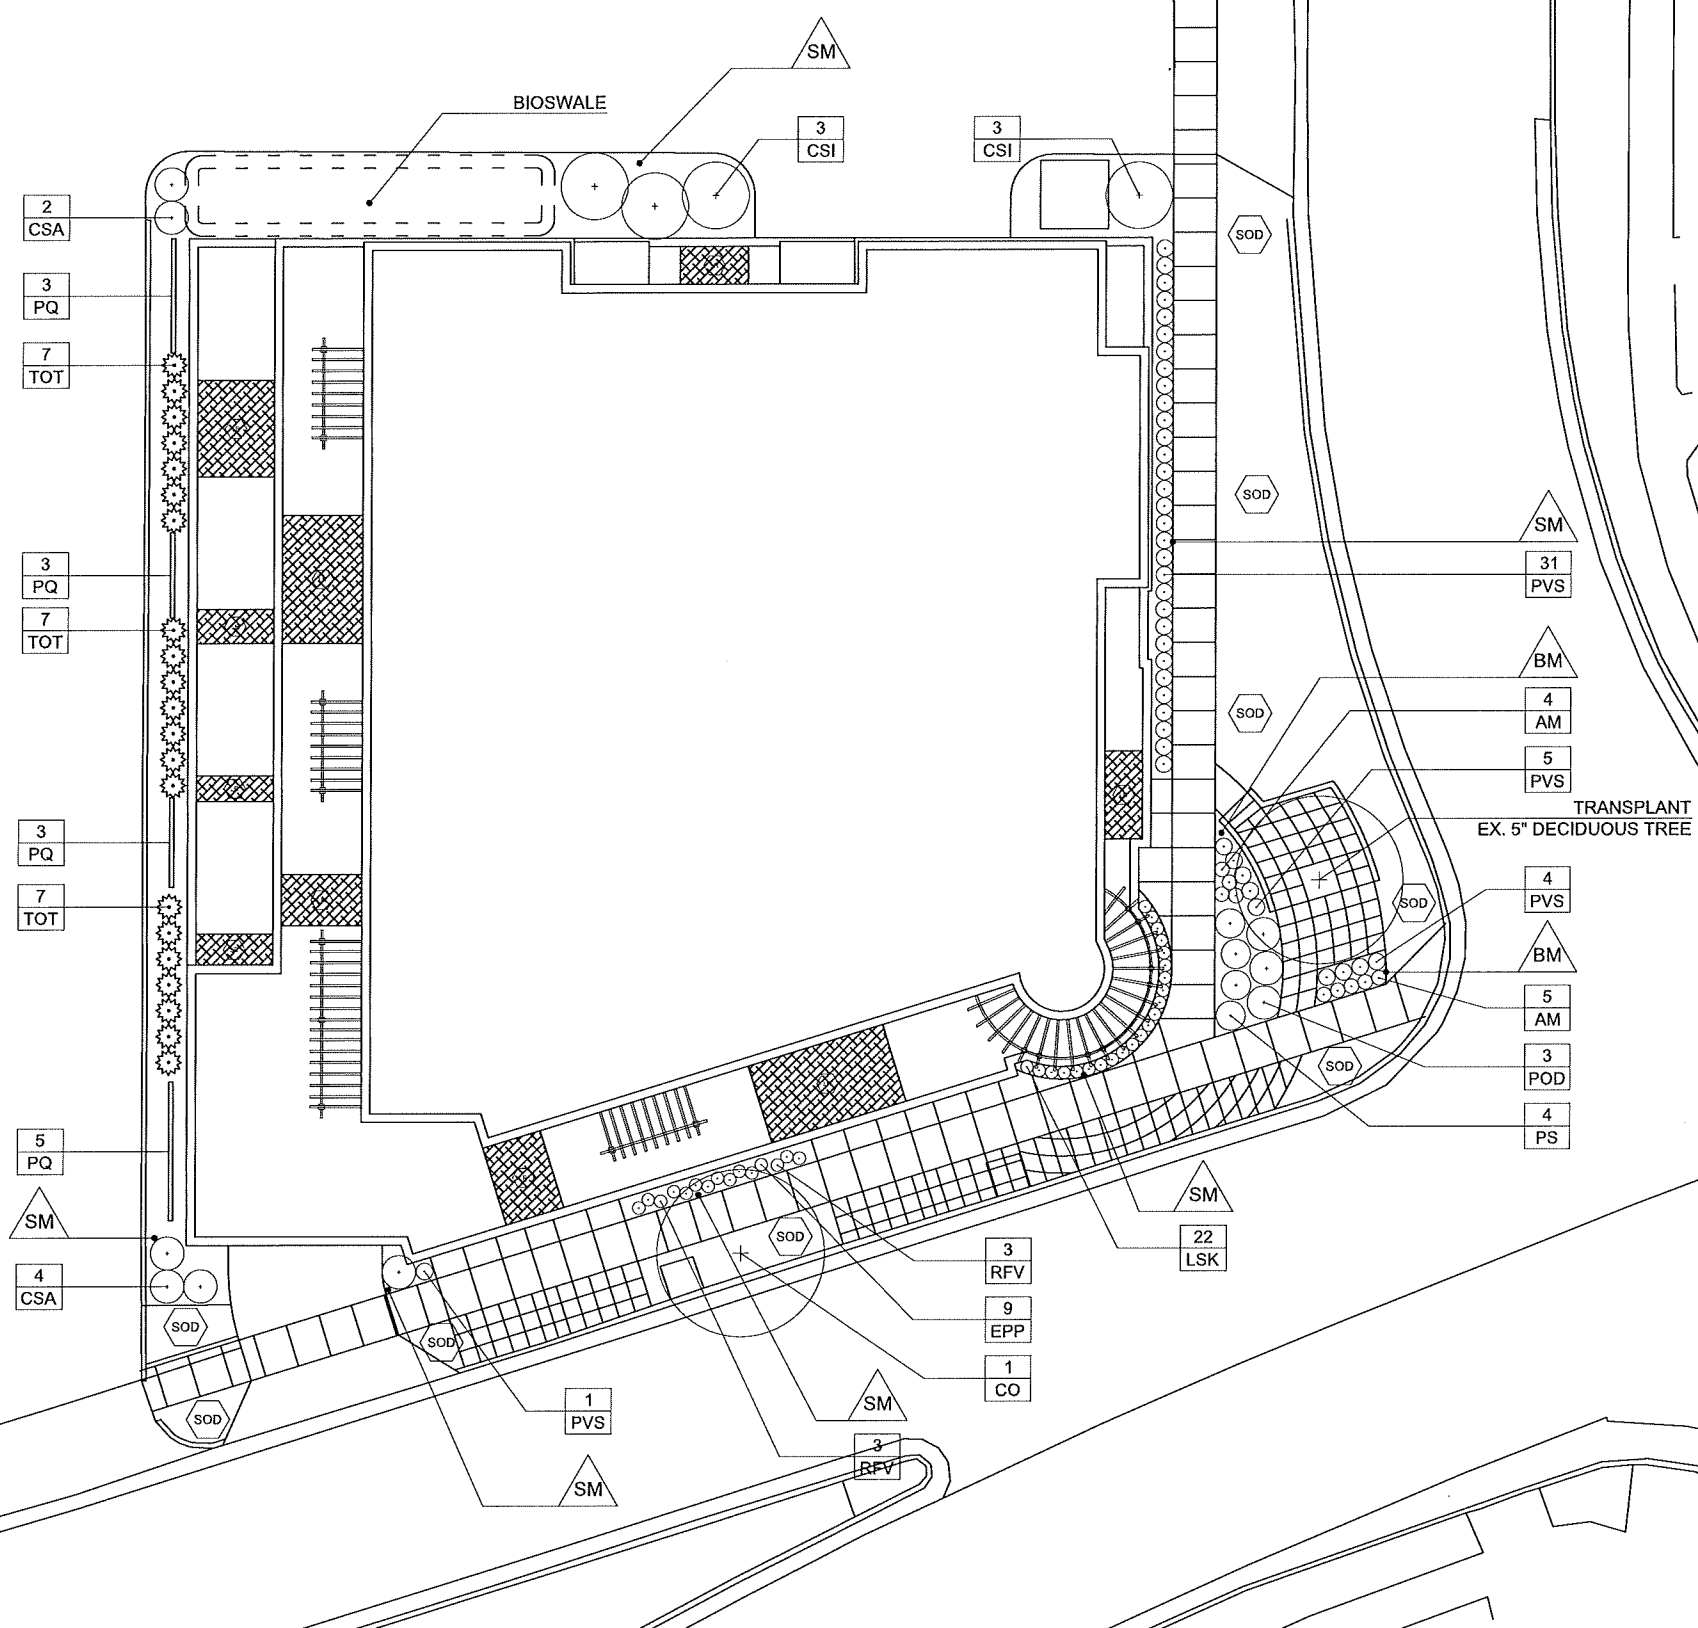 SM
BIOSWALE
3
CSI
3
CSI
2
CSA
SOD
3
PQ
7
TOT
SOD
SM
3
PQ
31
PVS
7
TOT
BM
4
AM
SOD
5
PVS
TRANSPLANT
EX. 5" DECIDUOUS TREE
3
PQ
7
TOT
4
PVS
SOD
BM
5
AM
3
POD
SOD
4
PS
5
PQ
SM
SM
SOD
22
LSK
3
RFV
4
CSA
9
EPP
SOD
SOD
1
CO
SM
1
PVS
SOD
3
RFV
SM